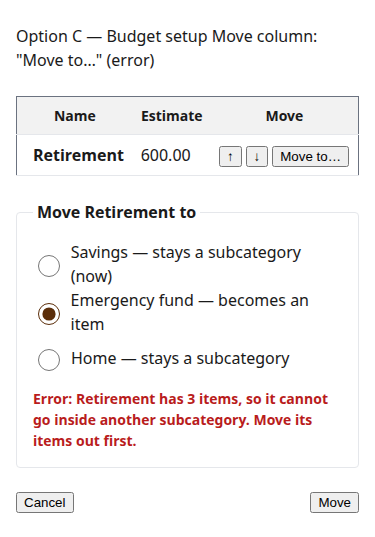 Option C — Budget setup Move column:
"Move to..." (error)
Name Estimate Move
Retirement 600.00 ↑ ↓ Move to...
Move Retirement to
Savings — stays a subcategory
(now)
Emergency fund — becomes an
item
Home — stays a subcategory
Error: Retirement has 3 items, so it cannot
go inside another subcategory. Move its
items out first.
Cancel Move